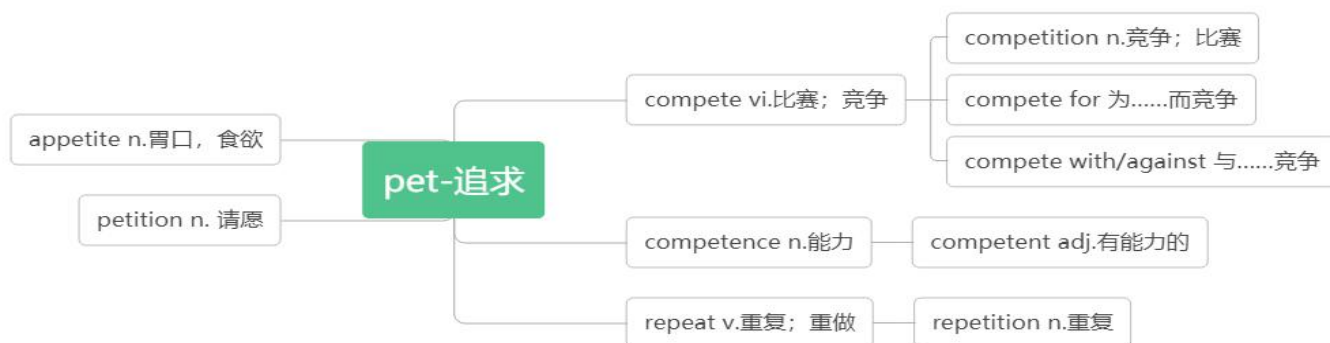 pet-追求
appetite n.胃口，食欲
petition n. 请愿
compete vi.比赛；竞争
competition n.竞争；比赛
compete for 为……而竞争
compete with/against 与……竞争
competence n.能力
competent adj.有能力的
repeat v.重复；重做
repetition n.重复